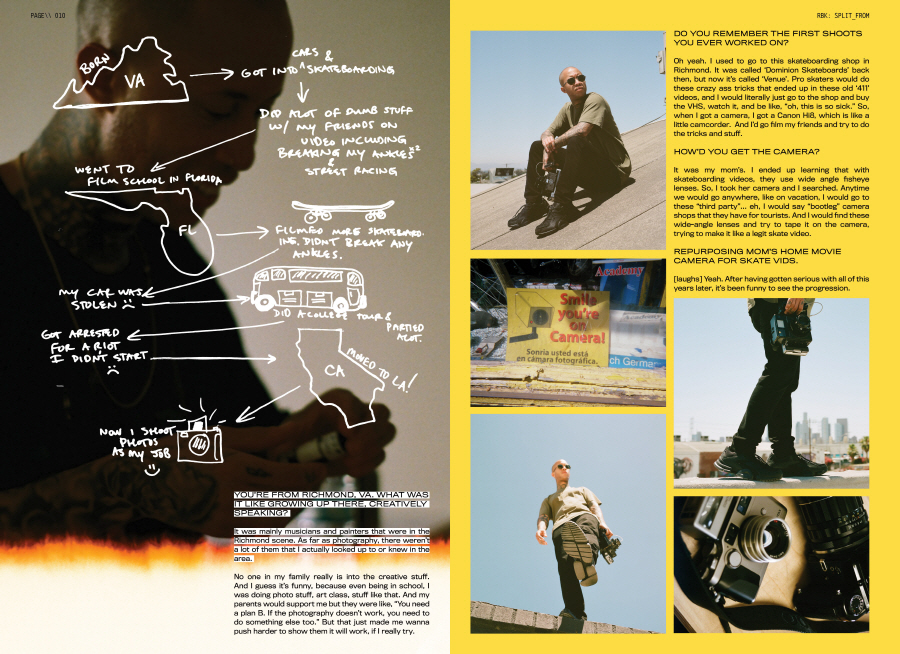 PAGE\\ 010
BORN
VA
GOT INTO ^ SKATEBOARDING
CARS &
DID ALOT OF DUMB STUFF
W/ MY FRIENDS ON
VIDEO INCLUDING
BREAKING MY ANKLES x2
&
STREET RACING
WENT TO
FILM SCHOOL IN FLORIDA
FL
FILMED MORE SKATEBOARD-
ING. DIDNT BREAK ANY
ANKLES.
MY CAR WAS
STOLEN
DID A COLLEGE TOUR &
PARTIED
ALOT.
GOT ARRESTED
FOR A RIOT
I DIDNT START
CA
MOVED TO LA!
NOW I SHOOT
PHOTOS
AS MY JOB
YOU'RE FROM RICHMOND, VA. WHAT WAS
IT LIKE GROWING UP THERE, CREATIVELY
SPEAKING?
It was mainly musicians and painters that were in the
Richmond scene. As far as photography, there weren't
a lot of them that I actually looked up to or knew in the
area.
No one in my family really is into the creative stuff.
And I guess it's funny, because even being in school, I
was doing photo stuff, art class, stuff like that. And my
parents would support me but they were like, "You need
a plan B. If the photography doesn't work, you need to
do something else too." But that just made me wanna
push harder to show them it will work, if I really try.
RBK: SPLIT_FROM
DO YOU REMEMBER THE FIRST SHOOTS
YOU EVER WORKED ON?
Oh yeah. I used to go to this skateboarding shop in
Richmond. It was called 'Dominion Skateboards' back
then, but now it's called 'Venue'. Pro skaters would do
these crazy ass tricks that ended up in these old '411'
videos, and I would literally just go to the shop and buy
the VHS, watch it, and be like, "oh, this is so sick." So,
when I got a camera, I got a Canon Hi8, which is like a
little camcorder. And I'd go film my friends and try to do
the tricks and stuff.
HOW'D YOU GET THE CAMERA?
It was my mom's. I ended up learning that with
skateboarding videos, they use wide angle fisheye
lenses. So, I took her camera and I searched. Anytime
we would go anywhere, like on vacation, I would go to
these "third party"... eh, I would say "bootleg" camera
shops that they have for tourists. And I would find these
wide-angle lenses and try to tape it on the camera,
trying to make it like a legit skate video.
REPURPOSING MOM'S HOME MOVIE
CAMERA FOR SKATE VIDS.
[laughs] Yeah. After having gotten serious with all of this
years later, it's been funny to see the progression.
Academy
Smile
you're
on
Camera!
Sonría usted está
en cámara fotográfica.
ch Germa